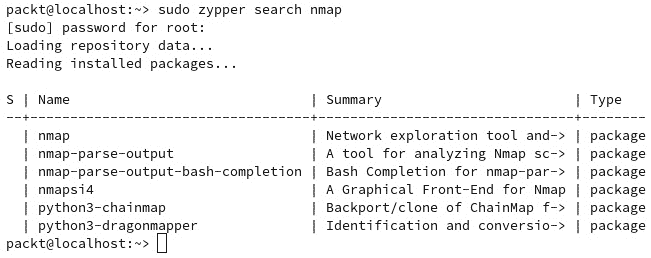 packt@localhost:~> sudo zypper search nmap
[sudo] password for root:
Loading repository data...
Reading installed packages...
S | Name | Summary | Type
--+-----------------------------------+--------------------------------+--------
| nmap | Network exploration tool and-> | package
| nmap-parse-output | A tool for analyzing Nmap sc-> | package
| nmap-parse-output-bash-completion | Bash Completion for nmap-par-> | package
| nmapsi4 | A Graphical Front-End for Nmap | package
| python3-chainmap | Backport/clone of ChainMap f-> | package
| python3-dragonmapper | Identification and conversio-> | package
packt@localhost:~>